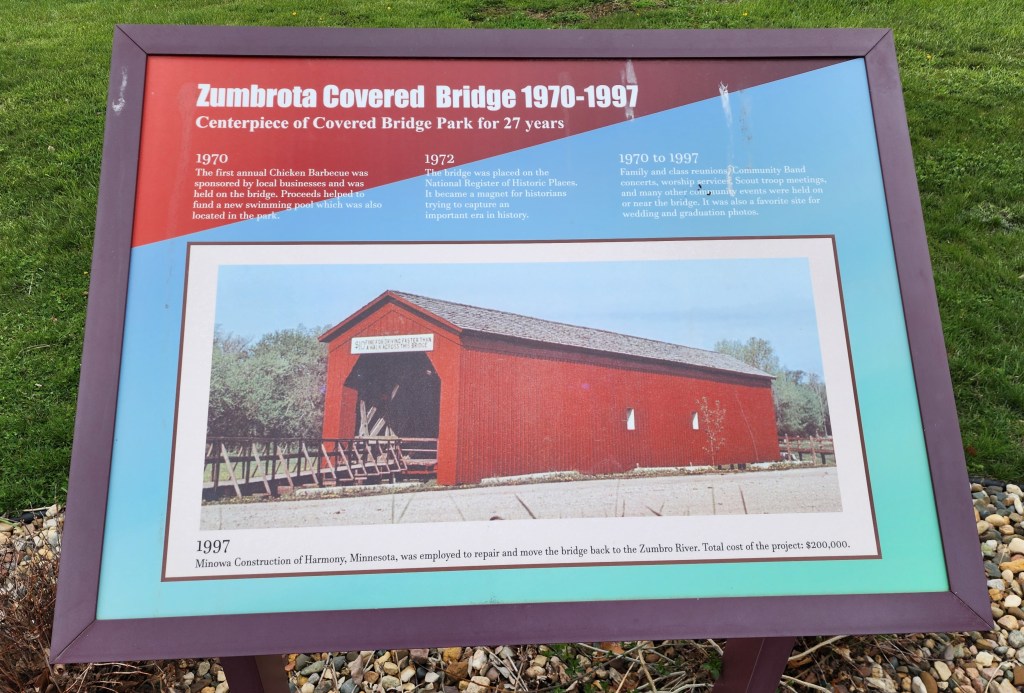 Zumbrota Covered Bridge 1970-1997
Centerpiece of Covered Bridge Park for 27 years
1970
The first annual Chicken Barbecue was
sponsored by local businesses and was
held on the bridge. Proceeds helped to
fund a new swimming pool which was also
located in the park.
1972
The bridge was placed on the
National Register of Historic Places.
It became a magnet for historians
trying to capture an
important era in history.
1970 to 1997
Family and class reunions, Community Band
concerts, worship services, Scout troop meetings,
and many other community events were held on
or near the bridge. It was also a favorite site for
wedding and graduation photos.
FASTER THAN
A WALK ACROSS THIS BRIDGE
1997
Minowa Construction of Harmony, Minnesota, was employed to repair and move the bridge back to the Zumbro River. Total cost of the project: $200,000.